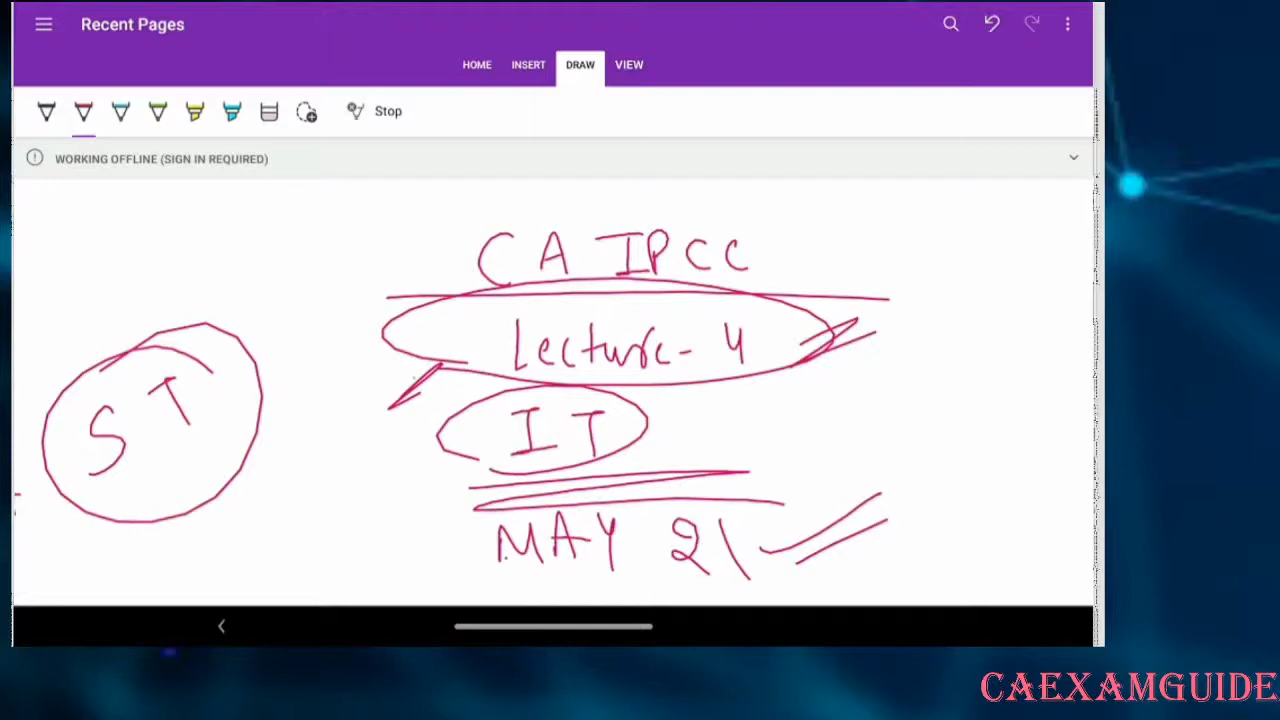 Recent Pages
HOME INSERT DRAW VIEW
Stop
WORKING OFFLINE (SIGN IN REQUIRED)
CA IPCC
Lecture - 4
IT
ST
MAY 21
CAEXAMGUIDE